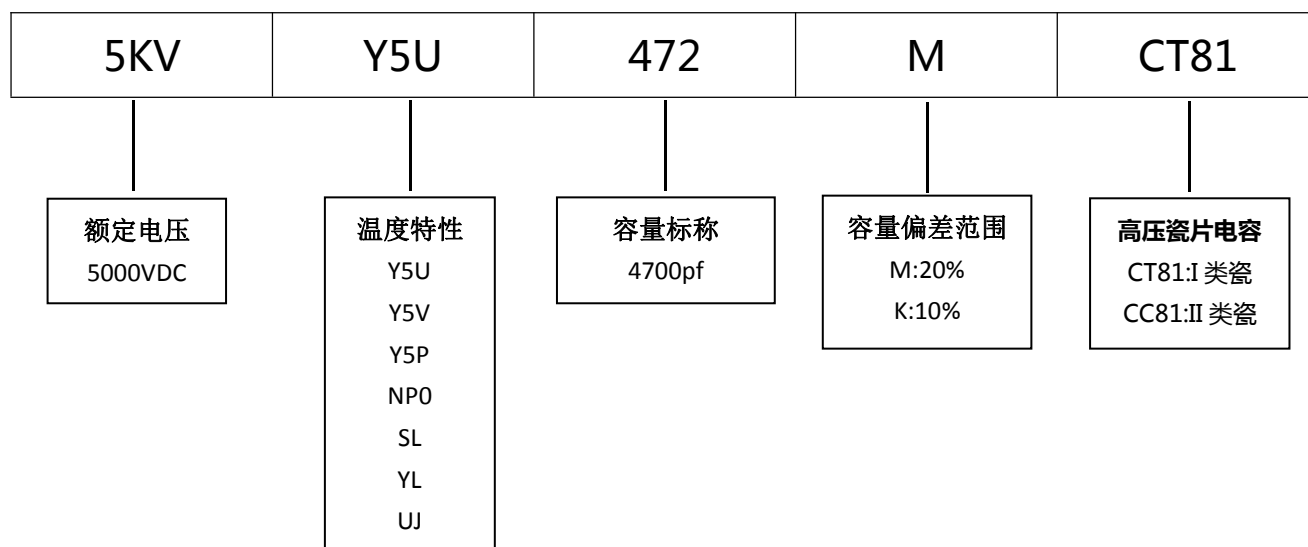 5KV Y5U 472 M CT81
额定电压
5000VDC
温度特性
Y5U
Y5V
Y5P
NP0
SL
YL
UJ
容量标称
4700pf
容量偏差范围
M:20%
K:10%
高压瓷片电容
CT81:I 类瓷
CC81:II 类瓷